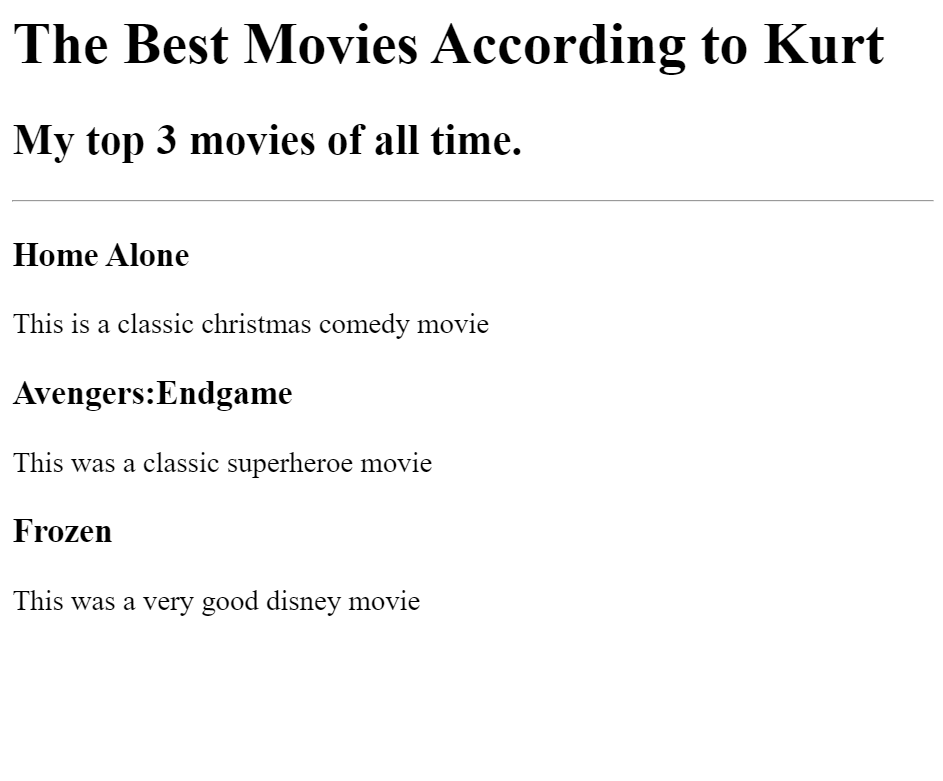 The Best Movies According to Kurt
My top 3 movies of all time.
Home Alone
This is a classic christmas comedy movie
Avengers:Endgame
This was a classic superheroe movie
Frozen
This was a very good disney movie